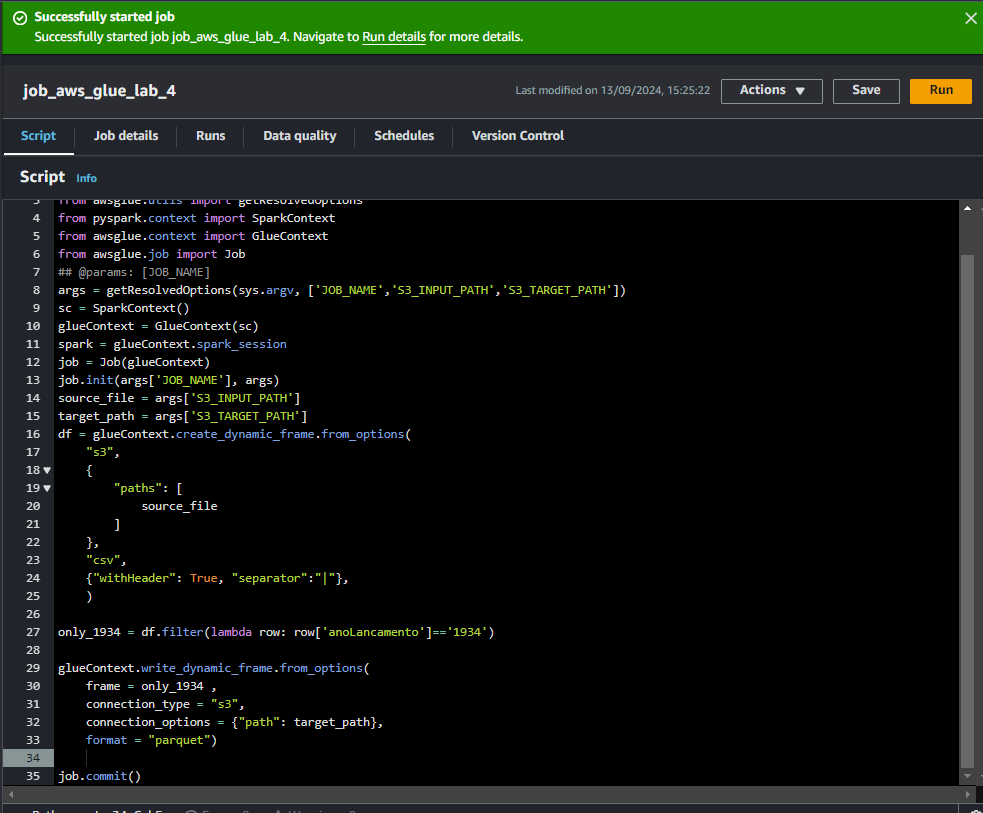 Successfully started job
Successfully started job job_aws_glue_lab_4. Navigate to Run details for more details.
job_aws_glue_lab_4
Last modified on 13/09/2024, 15:25:22
Actions
Save
Run
Script
Job details
Runs
Data quality
Schedules
Version Control
Script Info
3 from awsglue.utils import getResolvedOptions
4 from pyspark.context import SparkContext
5 from awsglue.context import GlueContext
6 from awsglue.job import Job
7 ## @params: [JOB_NAME]
8 args = getResolvedOptions(sys.argv, ['JOB_NAME','S3_INPUT_PATH','S3_TARGET_PATH'])
9 sc = SparkContext()
10 glueContext = GlueContext(sc)
11 spark = glueContext.spark_session
12 job = Job(glueContext)
13 job.init(args['JOB_NAME'], args)
14 source_file = args['S3_INPUT_PATH']
15 target_path = args['S3_TARGET_PATH']
16 df = glueContext.create_dynamic_frame.from_options(
17     "s3",
18     {
19         "paths": [
20             source_file
21         ]
22     },
23     "csv",
24     {"withHeader": True, "separator":"|"},
25     )
26
27 only_1934 = df.filter(lambda row: row['anoLancamento']=='1934')
28
29 glueContext.write_dynamic_frame.from_options(
30     frame = only_1934 ,
31     connection_type = "s3",
32     connection_options = {"path": target_path},
33     format = "parquet")
34
35 job.commit()